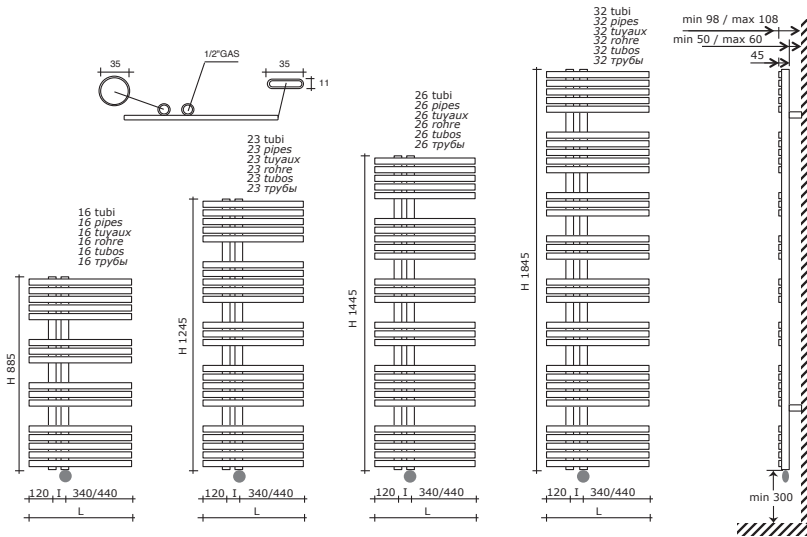 35
1/2"GAS
35
11
16 tubi
16 pipes
16 tuyaux
16 rohre
16 tubos
16 трубы
H 885
120 I 340/440
L
23 tubi
23 pipes
23 tuyaux
23 rohre
23 tubos
23 трубы
H 1245
120 I 340/440
L
26 tubi
26 pipes
26 tuyaux
26 rohre
26 tubos
26 трубы
H 1445
120 I 340/440
L
32 tubi
32 pipes
32 tuyaux
32 rohre
32 tubos
32 трубы
H 1845
120 I 340/440
L
min 98 / max 108
min 50 / max 60
45
min 300